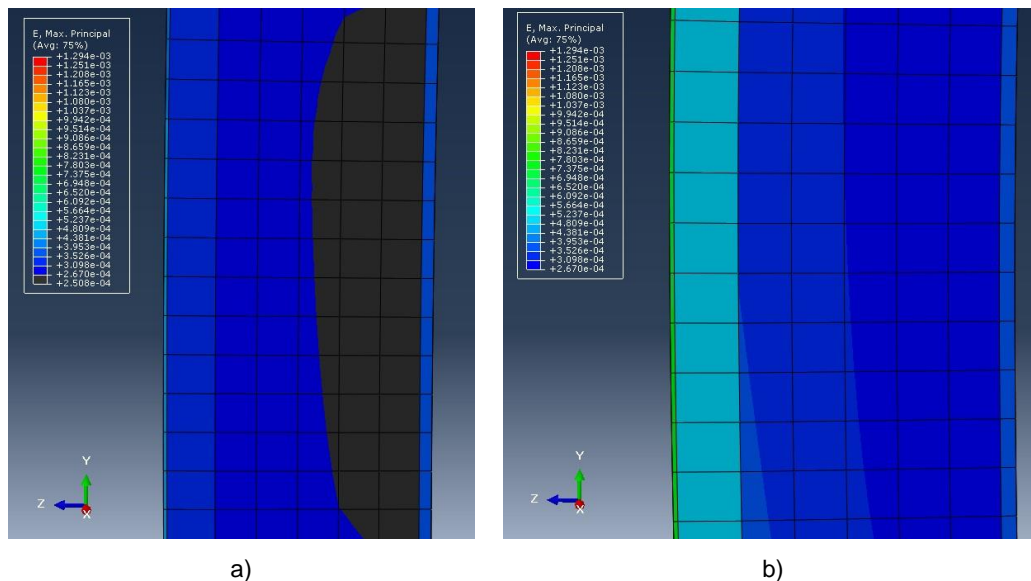 E, Max. Principal
(Avg: 75%)
+1.294e-03
+1.251e-03
+1.208e-03
+1.165e-03
+1.123e-03
+1.080e-03
+1.037e-03
+9.942e-04
+9.514e-04
+9.086e-04
+8.659e-04
+8.231e-04
+7.803e-04
+7.375e-04
+6.948e-04
+6.520e-04
+6.092e-04
+5.664e-04
+5.237e-04
+4.809e-04
+4.381e-04
+3.953e-04
+3.526e-04
+3.098e-04
+2.670e-04
+2.508e-04
Y
Z
X
a)
E, Max. Principal
(Avg: 75%)
+1.294e-03
+1.251e-03
+1.208e-03
+1.165e-03
+1.123e-03
+1.080e-03
+1.037e-03
+9.942e-04
+9.514e-04
+9.086e-04
+8.659e-04
+8.231e-04
+7.803e-04
+7.375e-04
+6.948e-04
+6.520e-04
+6.092e-04
+5.664e-04
+5.237e-04
+4.809e-04
+4.381e-04
+3.953e-04
+3.526e-04
+3.098e-04
+2.670e-04
Y
Z
X
b)